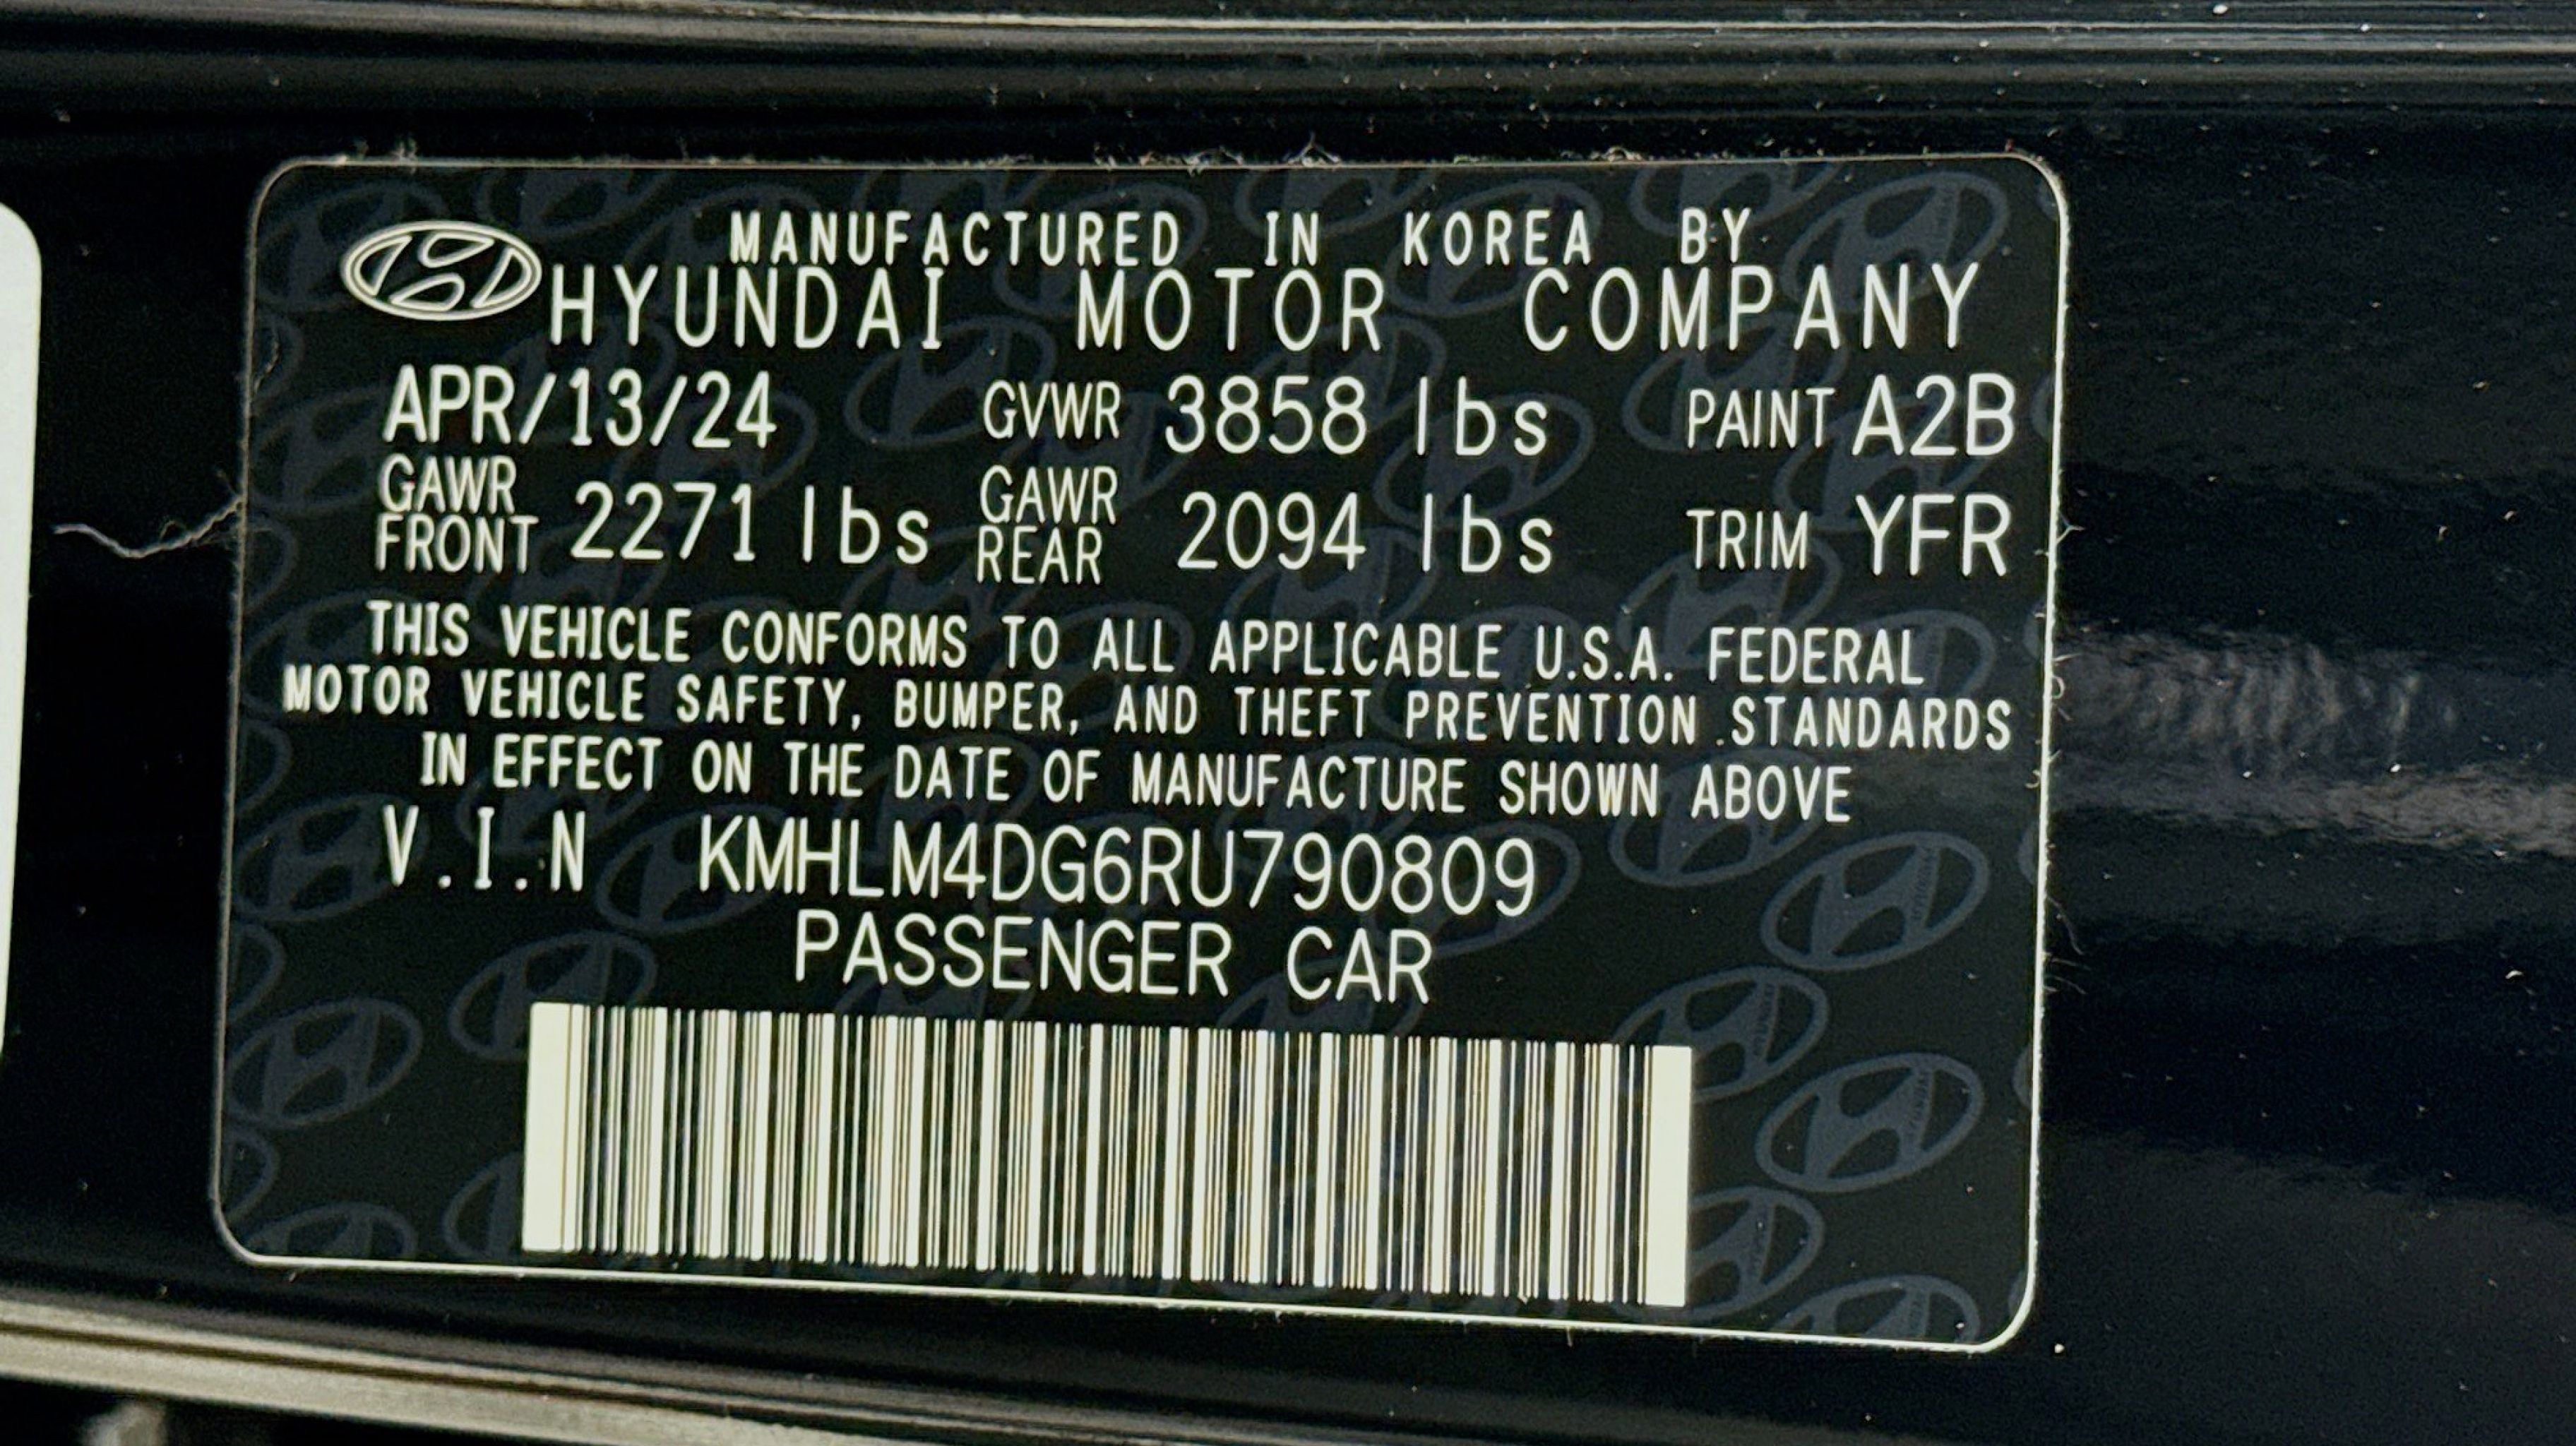 MANUFACTURED IN KOREA BY
HYUNDAI MOTOR COMPANY
APR/13/24 GVWR 3858 lbs PAINT A2B
GAWR FRONT 2271 lbs GAWR REAR 2094 lbs TRIM YFR
THIS VEHICLE CONFORMS TO ALL APPLICABLE U.S.A. FEDERAL
MOTOR VEHICLE SAFETY, BUMPER, AND THEFT PREVENTION STANDARDS
IN EFFECT ON THE DATE OF MANUFACTURE SHOWN ABOVE
V.I.N KMHLM4DG6RU790809
PASSENGER CAR